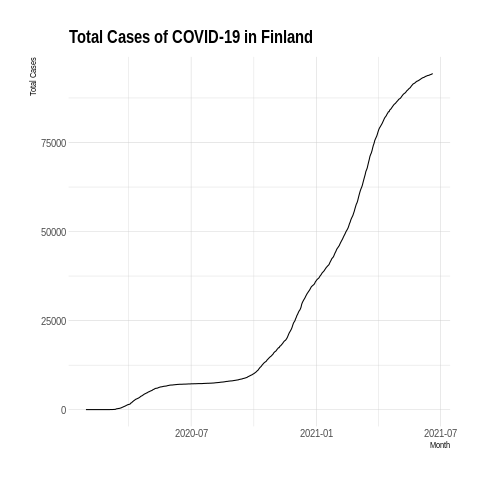 Total Cases of COVID-19 in Finland
Total Cases
75000
50000
25000
0
2020-07
2021-01
2021-07
Month